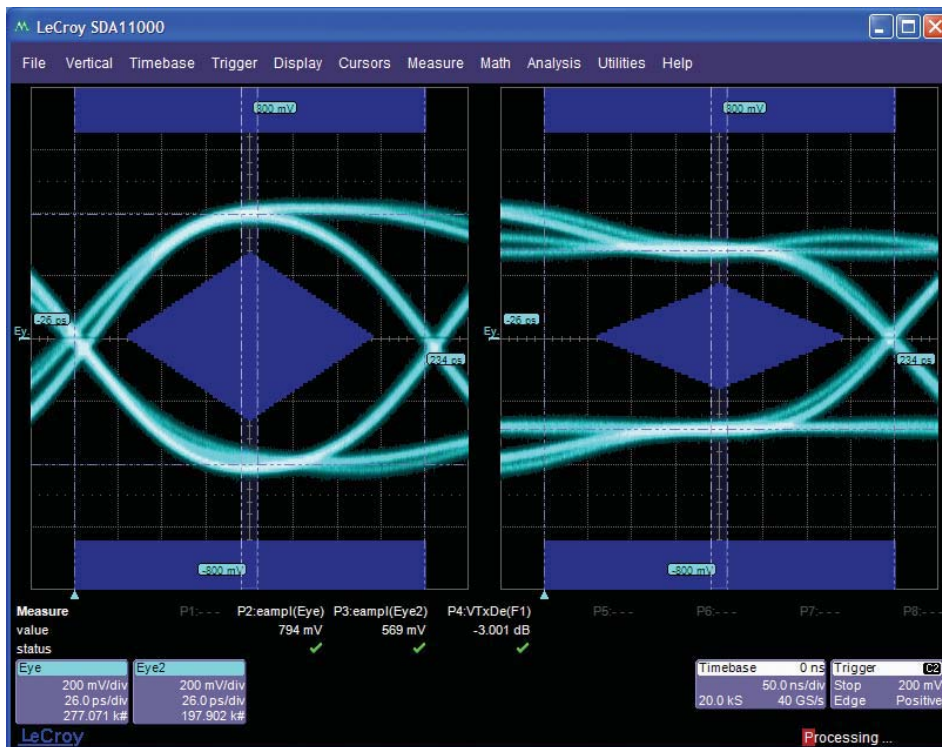 LeCroy SDA11000
File Vertical Timebase Trigger Display Cursors Measure Math Analysis Utilities Help
800 mV 800 mV
Ey. -26 ps Ey. -26 ps
234 ps 234 ps
-800 mV -800 mV
Measure P1:- - - P2:eampl(Eye) P3:eampl(Eye2) P4:VTxDe(F1) P5:- - - P6:- - - P7:- - - P8:- - -
value 794 mV 569 mV -3.001 dB
status
Eye Eye2 Timebase 0 ns Trigger C2
200 mV/div 200 mV/div 50.0 ns/div Stop 200 mV
26.0 ps/div 26.0 ps/div 20.0 kS 40 GS/s Edge Positive
277.071 k# 197.902 k#
LeCroy Processing ...